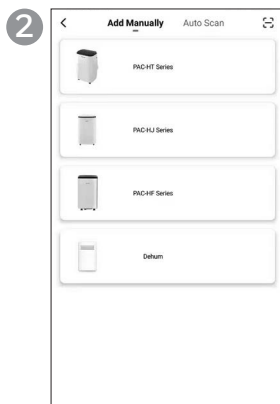 2
Add Manually Auto Scan
PAC-HT Series
PAC-HJ Series
PAC-HF Series
Dehum